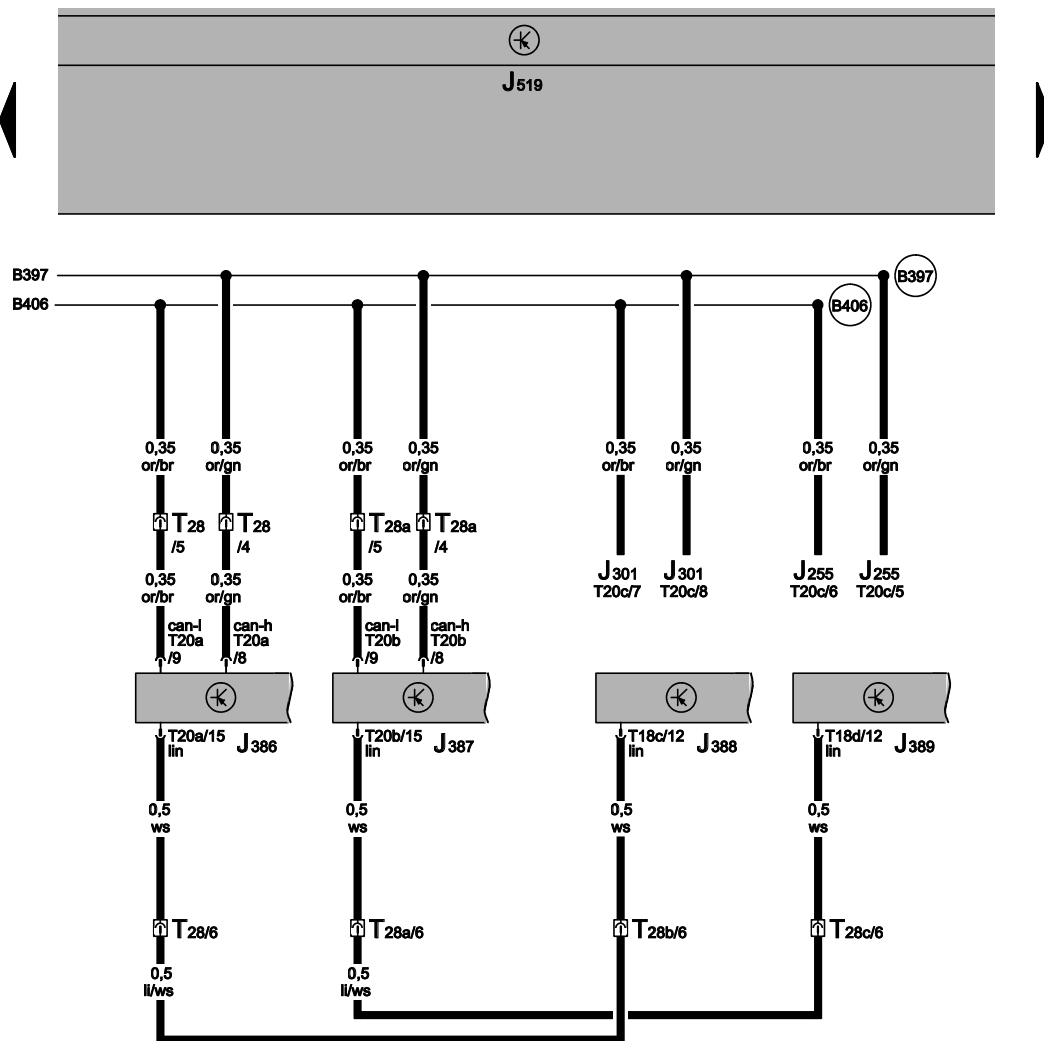 J519
B397
B397
B406
B406
0,35 0,35 0,35 0,35 0,35 0,35 0,35 0,35
or/br or/gn or/br or/gn or/br or/gn or/br or/gn
T28 T28 T28a T28a
/5 /4 /5 /4
J301 J301 J255 J255
T20c/7 T20c/8 T20c/6 T20c/5
0,35 0,35 0,35 0,35
or/br or/gn or/br or/gn
can-l can-h can-l can-h
T20a T20a T20b T20b
/9 /8 /9 /8
T20a/15 J386 T20b/15 J387 T18c/12 J388 T18d/12 J389
lin lin lin lin
0,5 0,5 0,5 0,5
ws ws ws ws
T28/6 T28a/6 T28b/6 T28c/6
0,5 0,5
li/ws li/ws